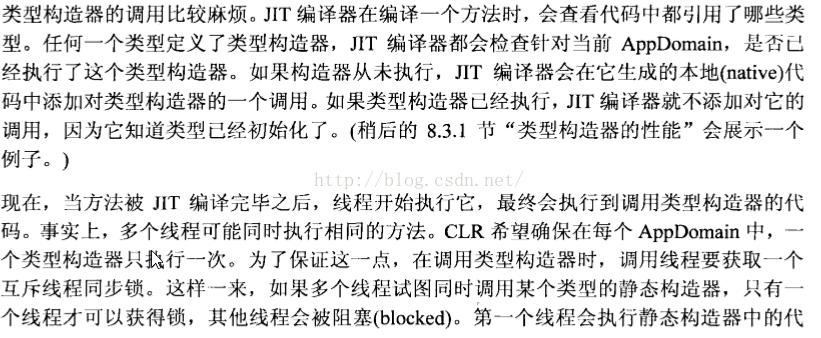 类型构造器的调用比较麻烦。JIT 编译器在编译一个方法时，会查看代码中都引用了哪些类
型。任何一个类型定义了类型构造器，JIT 编译器都会检查针对当前 AppDomain，是否已
经执行了这个类型构造器。如果构造器从未执行，JIT 编译器会在它生成的本地(native)代
码中添加对类型构造器的一个调用。如果类型构造器已经执行，JIT 编译器就不添加对它的
调用，因为它知道类型已经初始化了。(稍后的 8.3.1 节“类型构造器的性能”会展示一个
例子。)
http://blog.csdn.net/
现在，当方法被 JIT 编译完毕之后，线程开始执行它，最终会执行到调用类型构造器的代
码。事实上，多个线程可能同时执行相同的方法。CLR 希望确保在每个 AppDomain 中，一
个类型构造器只执行一次。为了保证这一点，在调用类型构造器时，调用线程要获取一个
互斥线程同步锁。这样一来，如果多个线程试图同时调用某个类型的静态构造器，只有一
个线程才可以获得锁，其他线程会被阻塞(blocked)。第一个线程会执行静态构造器中的代